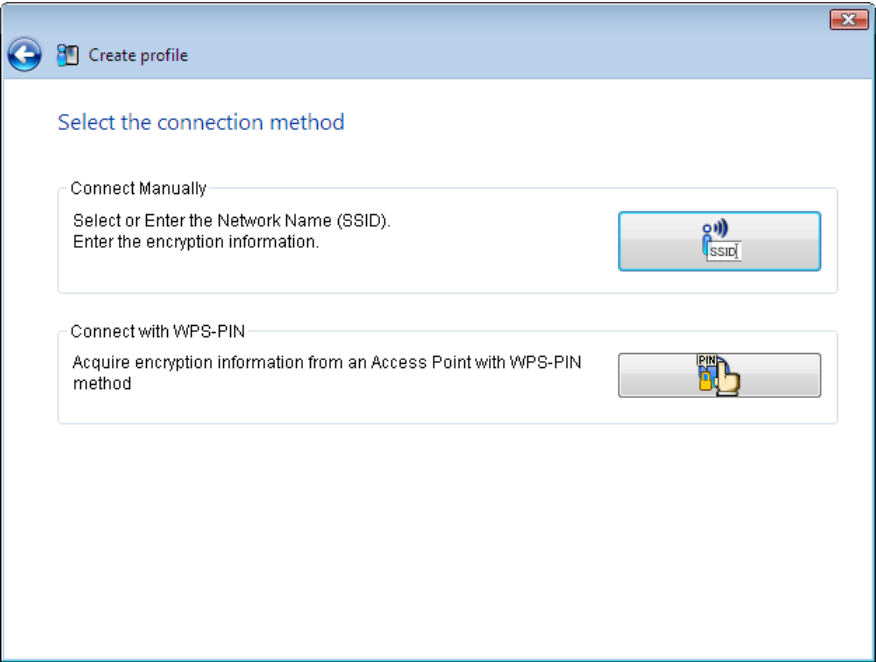 Create profile
Select the connection method
Connect Manually
Select or Enter the Network Name (SSID).
Enter the encryption information.
SSID
Connect with WPS-PIN
Acquire encryption information from an Access Point with WPS-PIN
method
PIN